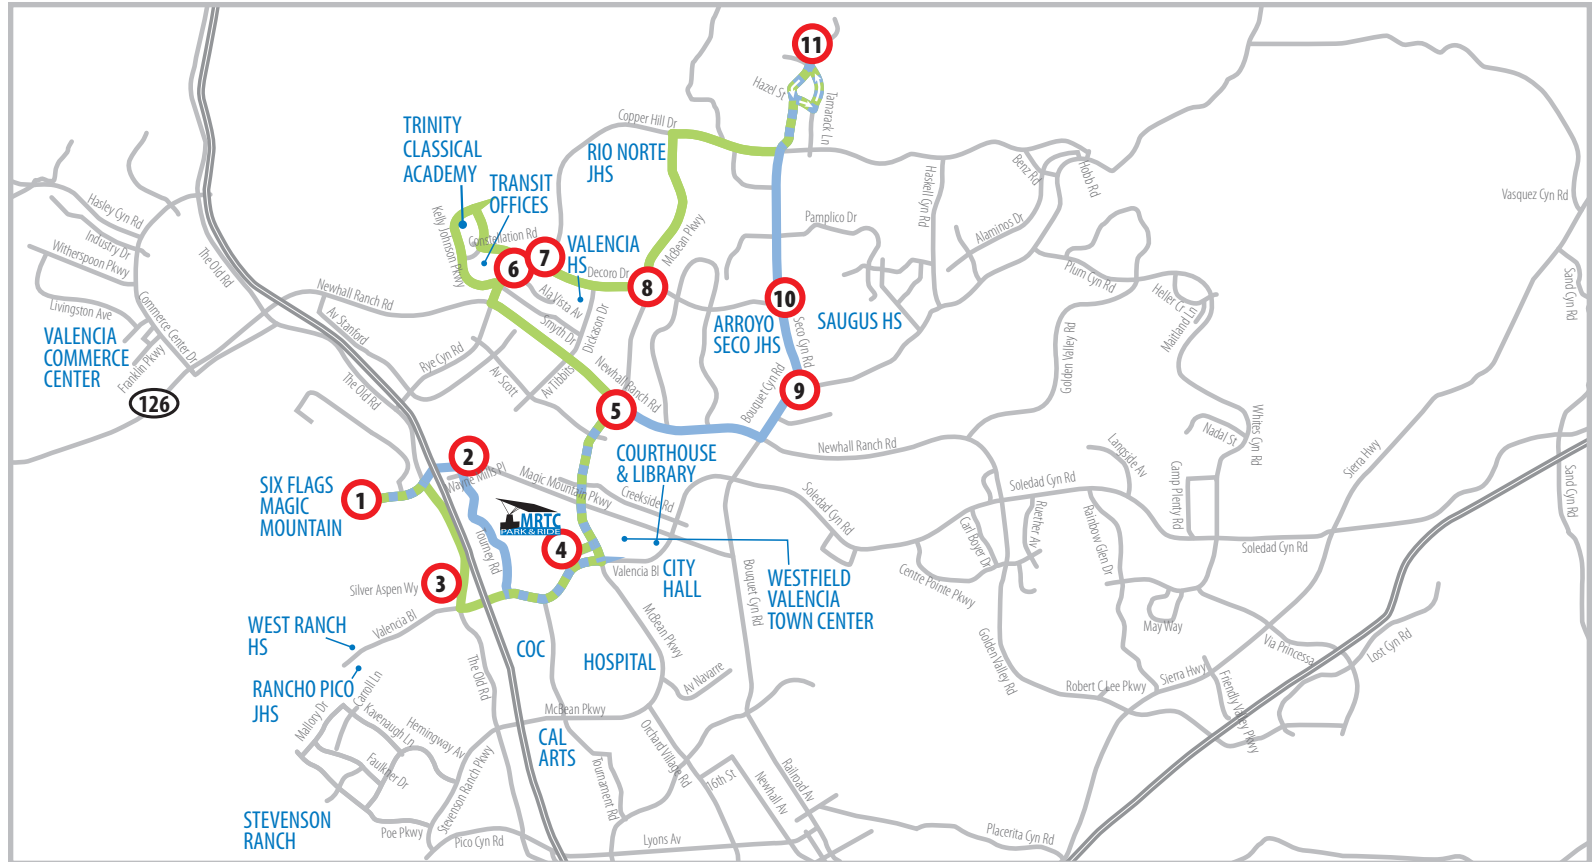 11
Hazel St
Tamarack Ln
Copper Hill Dr
TRINITY
CLASSICAL
ACADEMY
RIO NORTE
JHS
TRANSIT
OFFICES
Benz Rd
Hobb Rd
Haskell Cyn Rd
Vasquez Cyn Rd
Hasley Cyn Rd
Industry Dr
Witherspoon Pkwy
The Old Rd
Kelly Johnson Pkwy
Constellation Rd
McBean Pkwy
Pamplico Dr
Alaminos Dr
6
7
VALENCIA
HS
Decoro Dr
8
Plum Cyn Rd
Heller Cr
Maitland Ln
Sand Cyn Rd
Livingston Ave
Commerce Center Dr
Newhall Ranch Rd
Av Stanford
Ala Vista Av
Smyth Dr
Dickason Dr
10
ARROYO
SECO JHS
Seco Cyn Rd
SAUGUS HS
VALENCIA
COMMERCE
CENTER
Franklin Pkwy
126
The Old Rd
Rye Cyn Rd
Av Scott
Av Tibbits
Newhall Ranch Rd
5
Bouquet Cyn Rd
9
Golden Valley Rd
Newhall Ranch Rd
Whites Cyn Rd
Nadal St
Langside Av
Camp Plenty Rd
Sierra Hwy
Sand Cyn Rd
COURTHOUSE
& LIBRARY
SIX FLAGS
MAGIC
MOUNTAIN
1
2
Wayne Mills Pl
Magic Mountain Pkwy
Creekside Rd
MRTC
PARK & RIDE
Tourney Rd
4
Soledad Cyn Rd
Soledad Cyn Rd
Ruether Av
Carl Boyer Dr
Rainbow Glen Dr
Soledad Cyn Rd
Centre Pointe Pkwy
3
Silver Aspen Wy
Valencia Bl
Valencia Bl
CITY
HALL
Bouquet Cyn Rd
WESTFIELD
VALENCIA
TOWN CENTER
WEST RANCH
HS
COC
HOSPITAL
McBean Pkwy
May Way
Via Princessa
Lost Cyn Rd
Golden Valley Rd
Robert C Lee Pkwy
Sierra Hwy
Friendly Valley Pkwy
RANCHO PICO
JHS
Carroll Ln
Mallory Dr
Kavenaugh Ln
Hemingway Av
Faulkner Dr
The Old Rd
McBean Pkwy
Av Navarre
CAL
ARTS
Orchard Village Rd
Tournament Rd
16th St
Newhall Av
Railroad Av
STEVENSON
RANCH
Stevenson Ranch Pkwy
Poe Pkwy
Pico Cyn Rd
Lyons Av
Placerita Cyn Rd